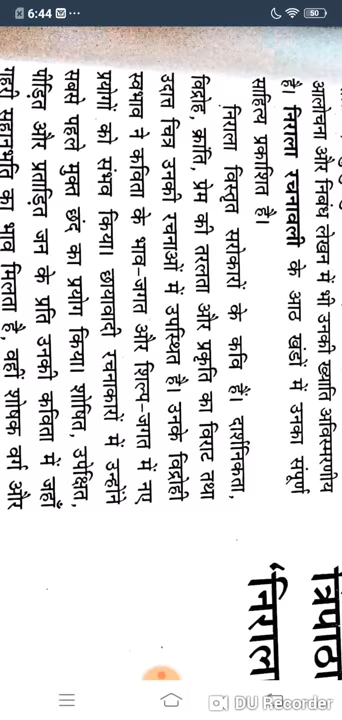 6:44
50
आलोचना और निबंध लेखन में भी उनकी ख्याति अविस्मरणीय
है। निराला रचनावली के आठ खंडों में उनका संपूर्ण
साहित्य प्रकाशित है।
निराला विस्तृत सरोकारों के कवि हैं। दार्शनिकता,
विद्रोह, क्रांति, प्रेम की तरलता और प्रकृति का विराट तथा
उदात्त चित्र उनकी रचनाओं में उपस्थित है। उनके विद्रोही
स्वभाव ने कविता के भाव-जगत और शिल्प-जगत में नए
प्रयोगों को संभव किया। छायावादी रचनाकारों में उन्होंने
सबसे पहले मुक्त छंद का प्रयोग किया। शोषित, उपेक्षित,
पीड़ित और प्रताड़ित जन के प्रति उनकी कविता में जहाँ
गहरी सहानुभूति का भाव मिलता है, वहीं शोषक वर्ग और
त्रिपाठी
'निराल
DU Recorder